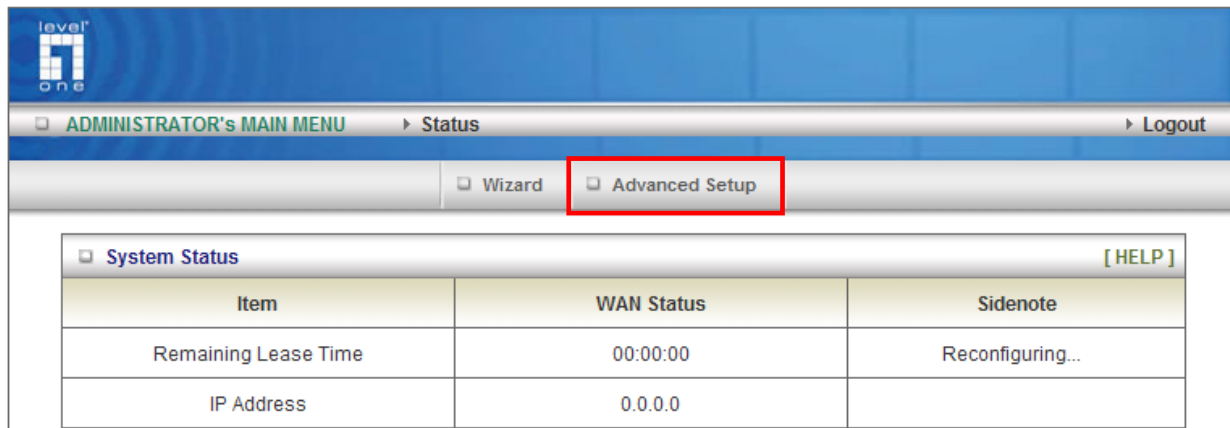 level
one
ADMINISTRATOR's MAIN MENU Status Logout
Wizard Advanced Setup
System Status [ HELP ]
Item WAN Status Sidenote
Remaining Lease Time 00:00:00 Reconfiguring...
IP Address 0.0.0.0